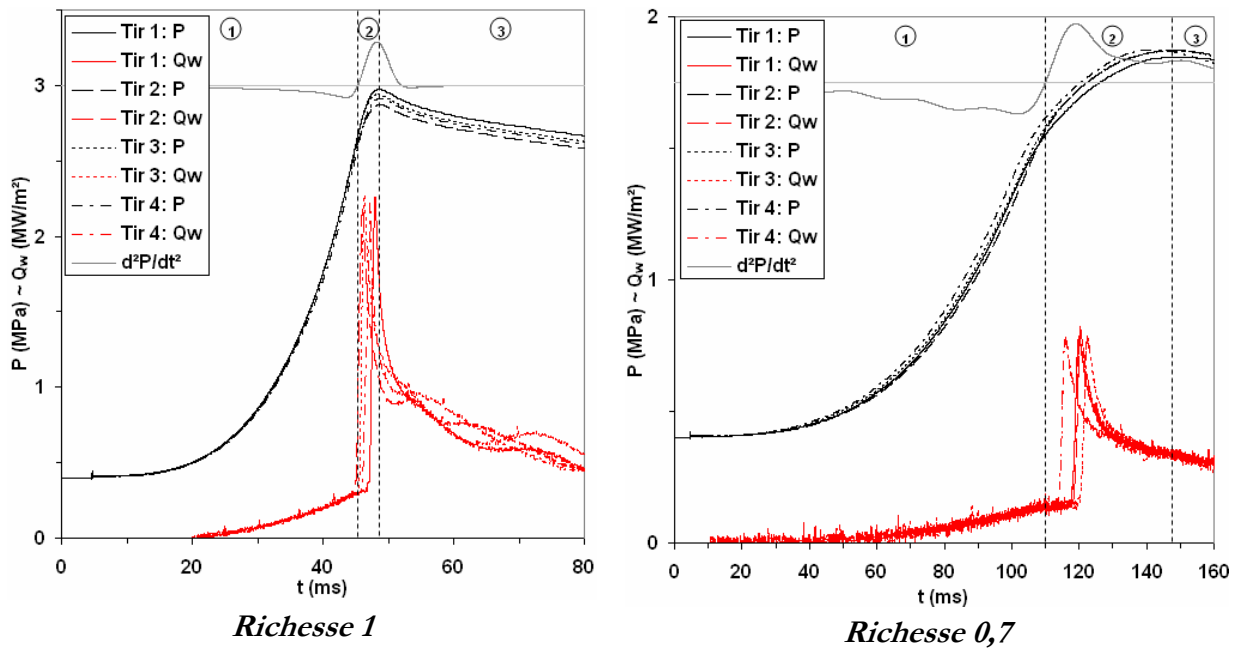 ① ② ③
Tir 1: P
Tir 1: Qw
Tir 2: P
Tir 2: Qw
Tir 3: P
Tir 3: Qw
Tir 4: P
Tir 4: Qw
d²P/dt²
P (MPa) ~ Qw (MW/m²)
3
2
1
0
0 20 40 60 80
t (ms)
Richesse 1
① ② ③
Tir 1: P
Tir 1: Qw
Tir 2: P
Tir 2: Qw
Tir 3: P
Tir 3: Qw
Tir 4: P
Tir 4: Qw
d²P/dt²
P (MPa) ~ Qw (MW/m²)
2
1
0
0 20 40 60 80 100 120 140 160
t (ms)
Richesse 0,7